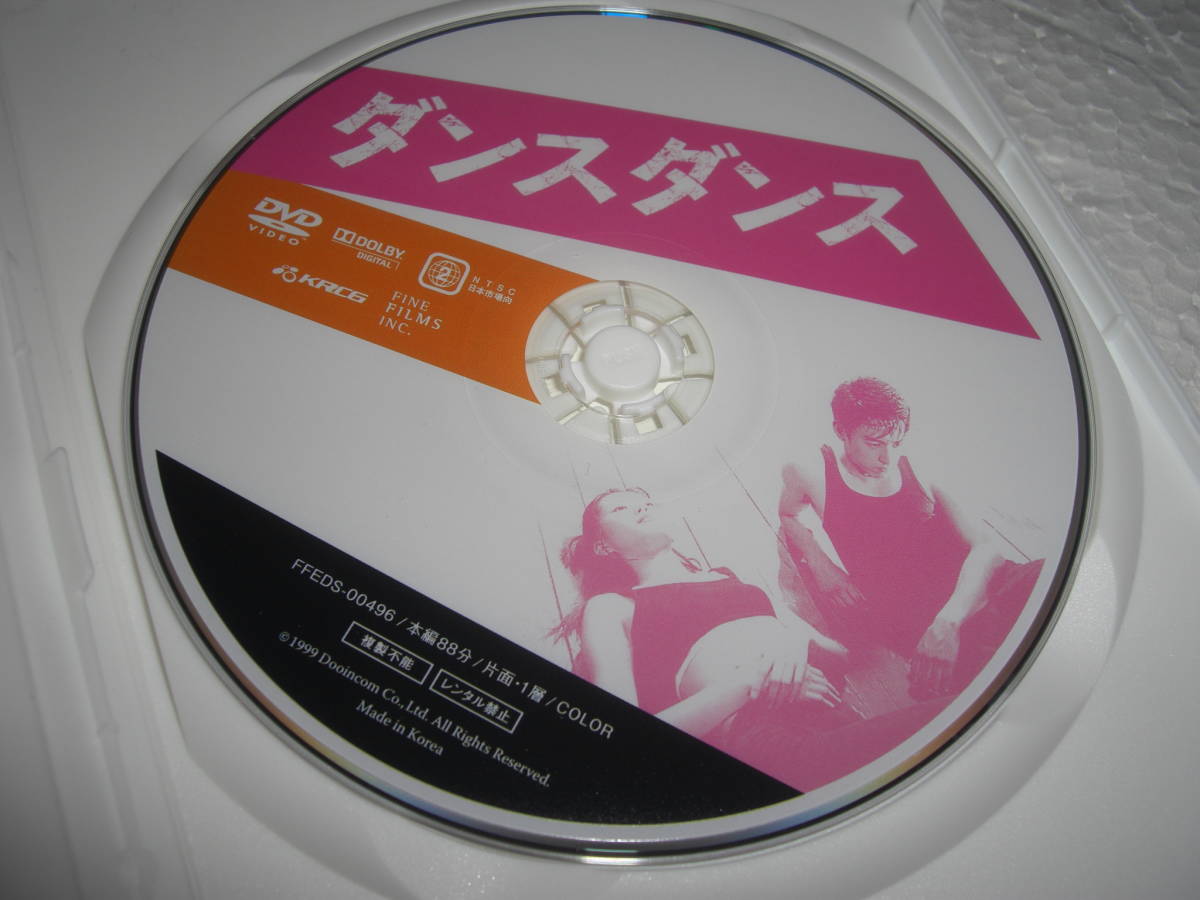 ダンスダンス
DVD
VIDEO
DOLBY
DIGITAL
2
NTSC
日本市場向
KRCG
FINE
FILMS
INC.
FFEDS-00496/本編88分/片面・1層/COLOR
複製不能
レンタル禁止
©1999 Dooincom Co., Ltd. All Rights Reserved.
Made in Korea